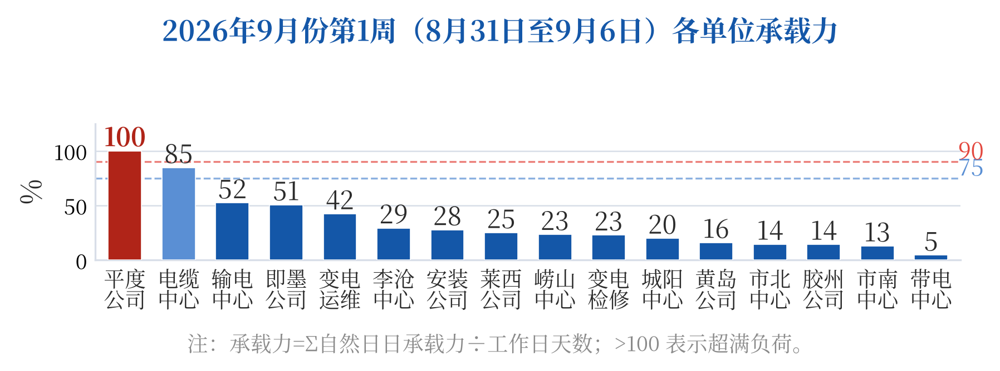 2026年9月份第1周（8月31日至9月6日）各单位承载力
%
100
50
0
90
75
100
85
52
51
42
29
28
25
23
23
20
16
14
14
13
5
平度公司
电缆中心
输电中心
即墨公司
变电运维
李沧中心
安装公司
莱西公司
崂山中心
变电检修
城阳中心
黄岛公司
市北中心
胶州公司
市南中心
带电中心
注：承载力=Σ自然日日承载力÷工作日天数；>100 表示超满负荷。